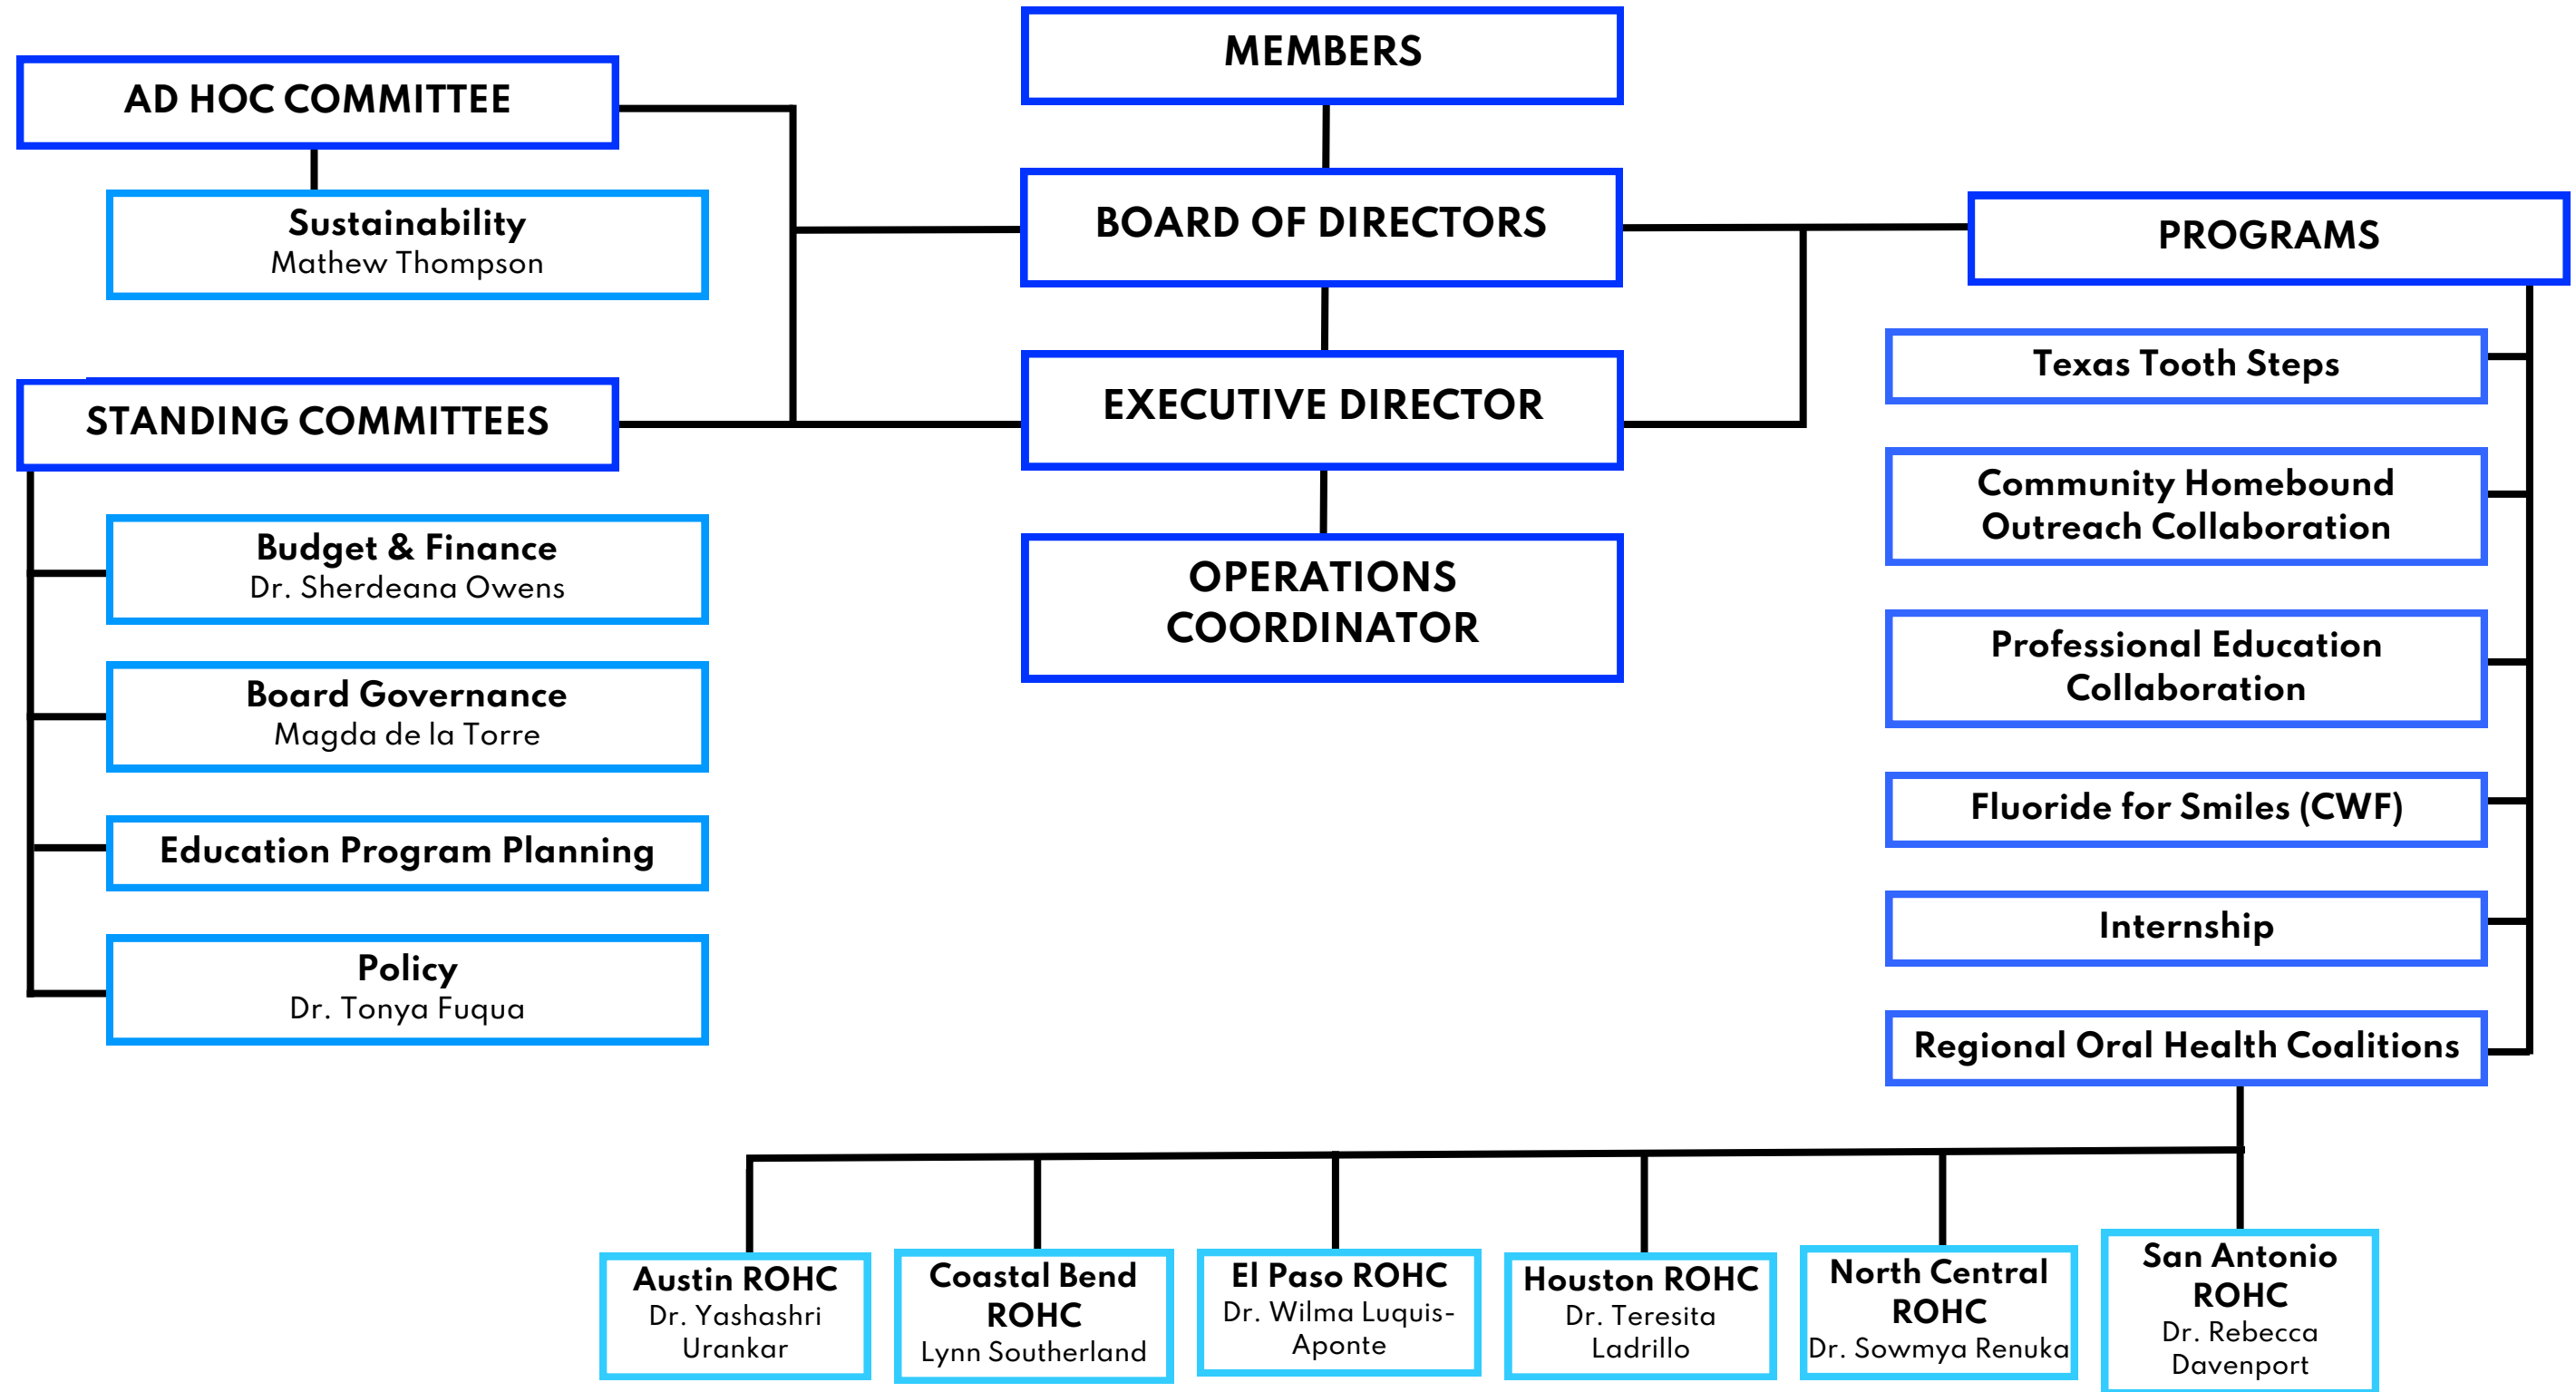 MEMBERS
AD HOC COMMITTEE
Sustainability
Mathew Thompson
BOARD OF DIRECTORS
PROGRAMS
EXECUTIVE DIRECTOR
STANDING COMMITTEES
OPERATIONS
COORDINATOR
Budget & Finance
Dr. Sherdeana Owens
Board Governance
Magda de la Torre
Education Program Planning
Policy
Dr. Tonya Fuqua
Texas Tooth Steps
Community Homebound
Outreach Collaboration
Professional Education
Collaboration
Fluoride for Smiles (CWF)
Internship
Regional Oral Health Coalitions
Austin ROHC
Dr. Yashashri
Urankar
Coastal Bend
ROHC
Lynn Southerland
El Paso ROHC
Dr. Wilma Luquis-
Aponte
Houston ROHC
Dr. Teresita
Ladrillo
North Central
ROHC
Dr. Sowmya Renuka
San Antonio
ROHC
Dr. Rebecca
Davenport